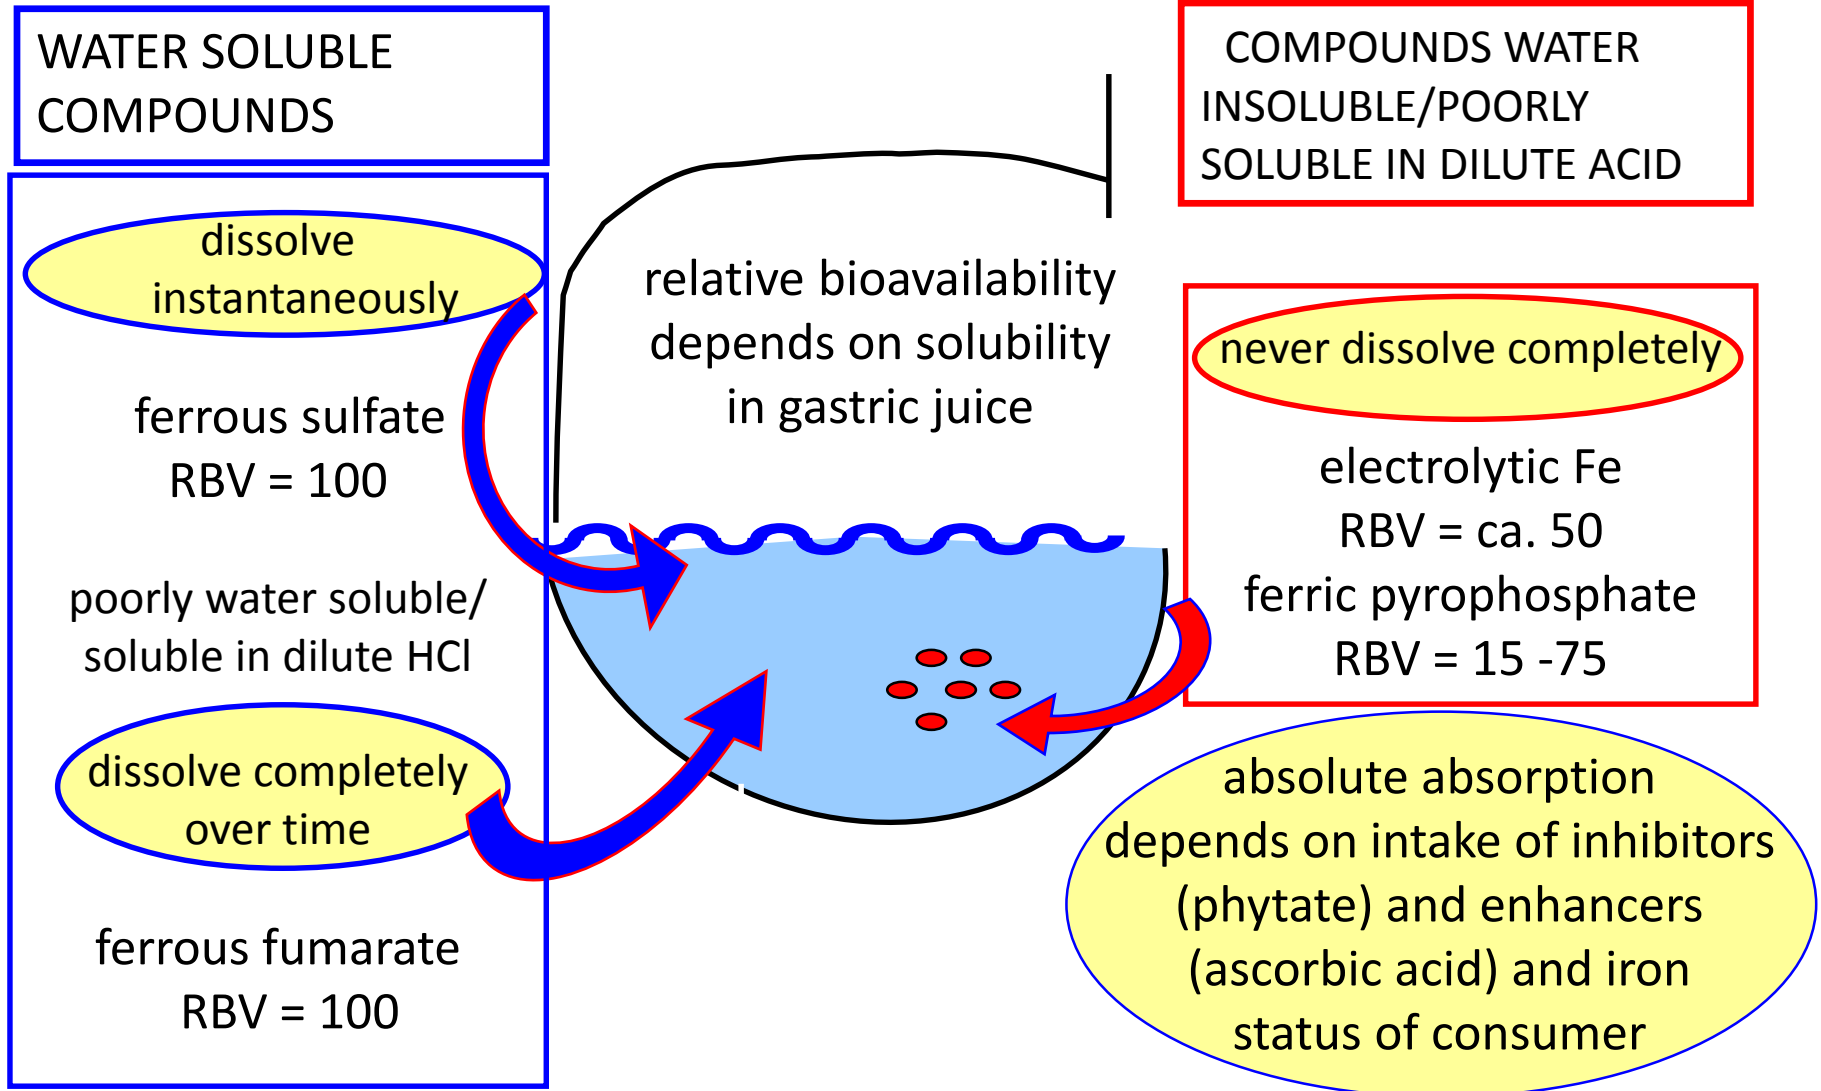 WATER SOLUBLE
COMPOUNDS
dissolve
instantaneously
ferrous sulfate
RBV = 100
poorly water soluble/
soluble in dilute HCl
dissolve completely
over time
ferrous fumarate
RBV = 100
relative bioavailability
depends on solubility
in gastric juice
COMPOUNDS WATER
INSOLUBLE/POORLY
SOLUBLE IN DILUTE ACID
never dissolve completely
electrolytic Fe
RBV = ca. 50
ferric pyrophosphate
RBV = 15 -75
absolute absorption
depends on intake of inhibitors
(phytate) and enhancers
(ascorbic acid) and iron
status of consumer